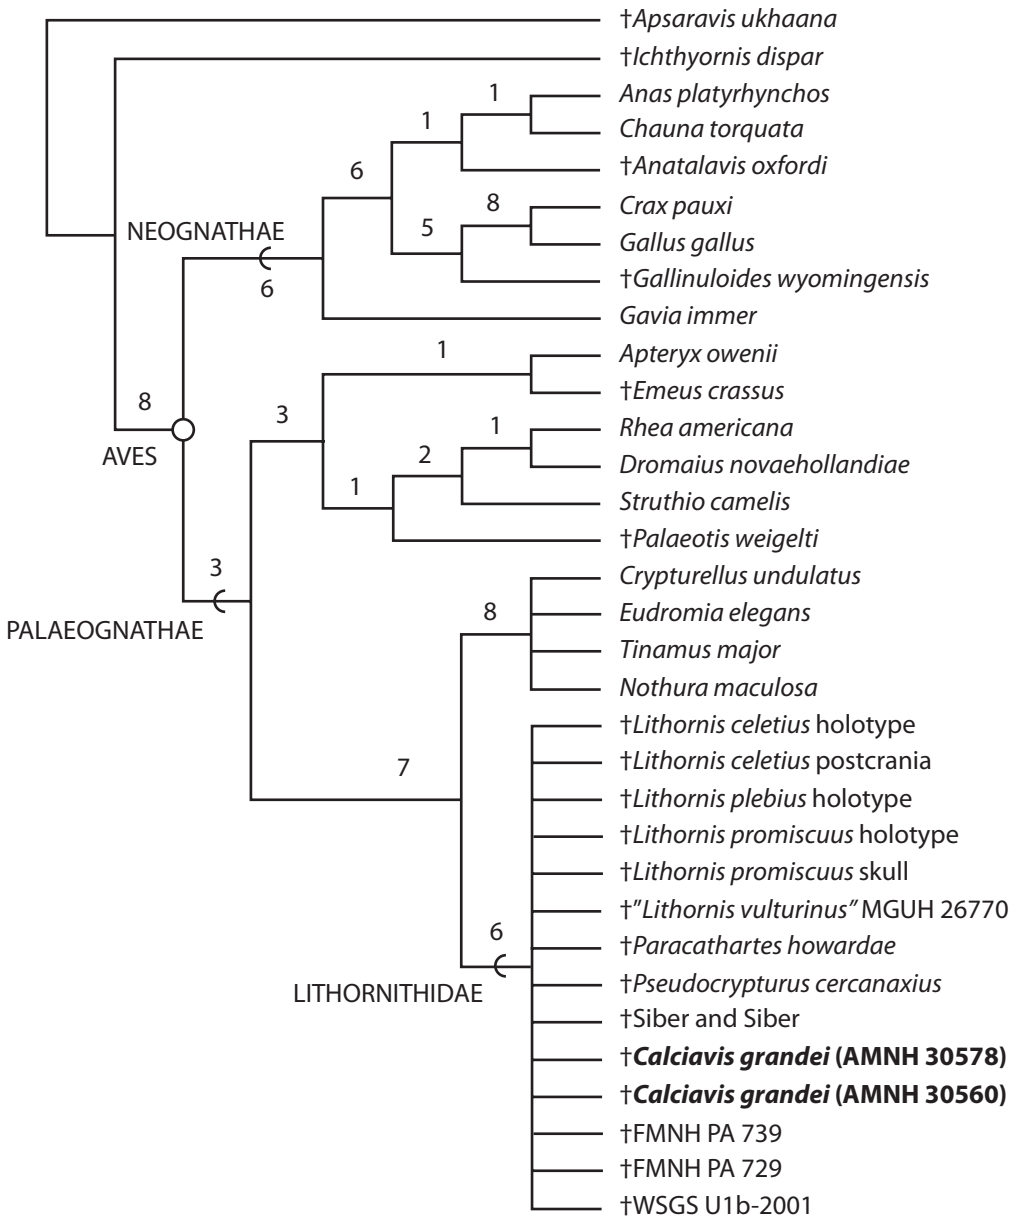 †Apsaravis ukhaana
†Ichthyornis dispar
1
Anas platyrhynchos
1
Chauna torquata
†Anatalavis oxfordi
6
8
Crax pauxi
5
NEOGNATHAE
Gallus gallus
6
†Gallinuloides wyomingensis
Gavia immer
1
Apteryx owenii
†Emeus crassus
8
3
1
Rhea americana
AVES
2
Dromaius novaehollandiae
1
Struthio camelis
†Palaeotis weigelti
3
Crypturellus undulatus
PALAEOGNATHAE
8
Eudromia elegans
Tinamus major
Nothura maculosa
†Lithornis celetius holotype
7
†Lithornis celetius postcrania
†Lithornis plebius holotype
†Lithornis promiscuus holotype
†Lithornis promiscuus skull
†"Lithornis vulturinus" MGUH 26770
6
†Paracathartes howardae
LITHORNITHIDAE
†Pseudocrypturus cercanaxius
†Siber and Siber
†Calciavis grandei (AMNH 30578)
†Calciavis grandei (AMNH 30560)
†FMNH PA 739
†FMNH PA 729
†WSGS U1b-2001